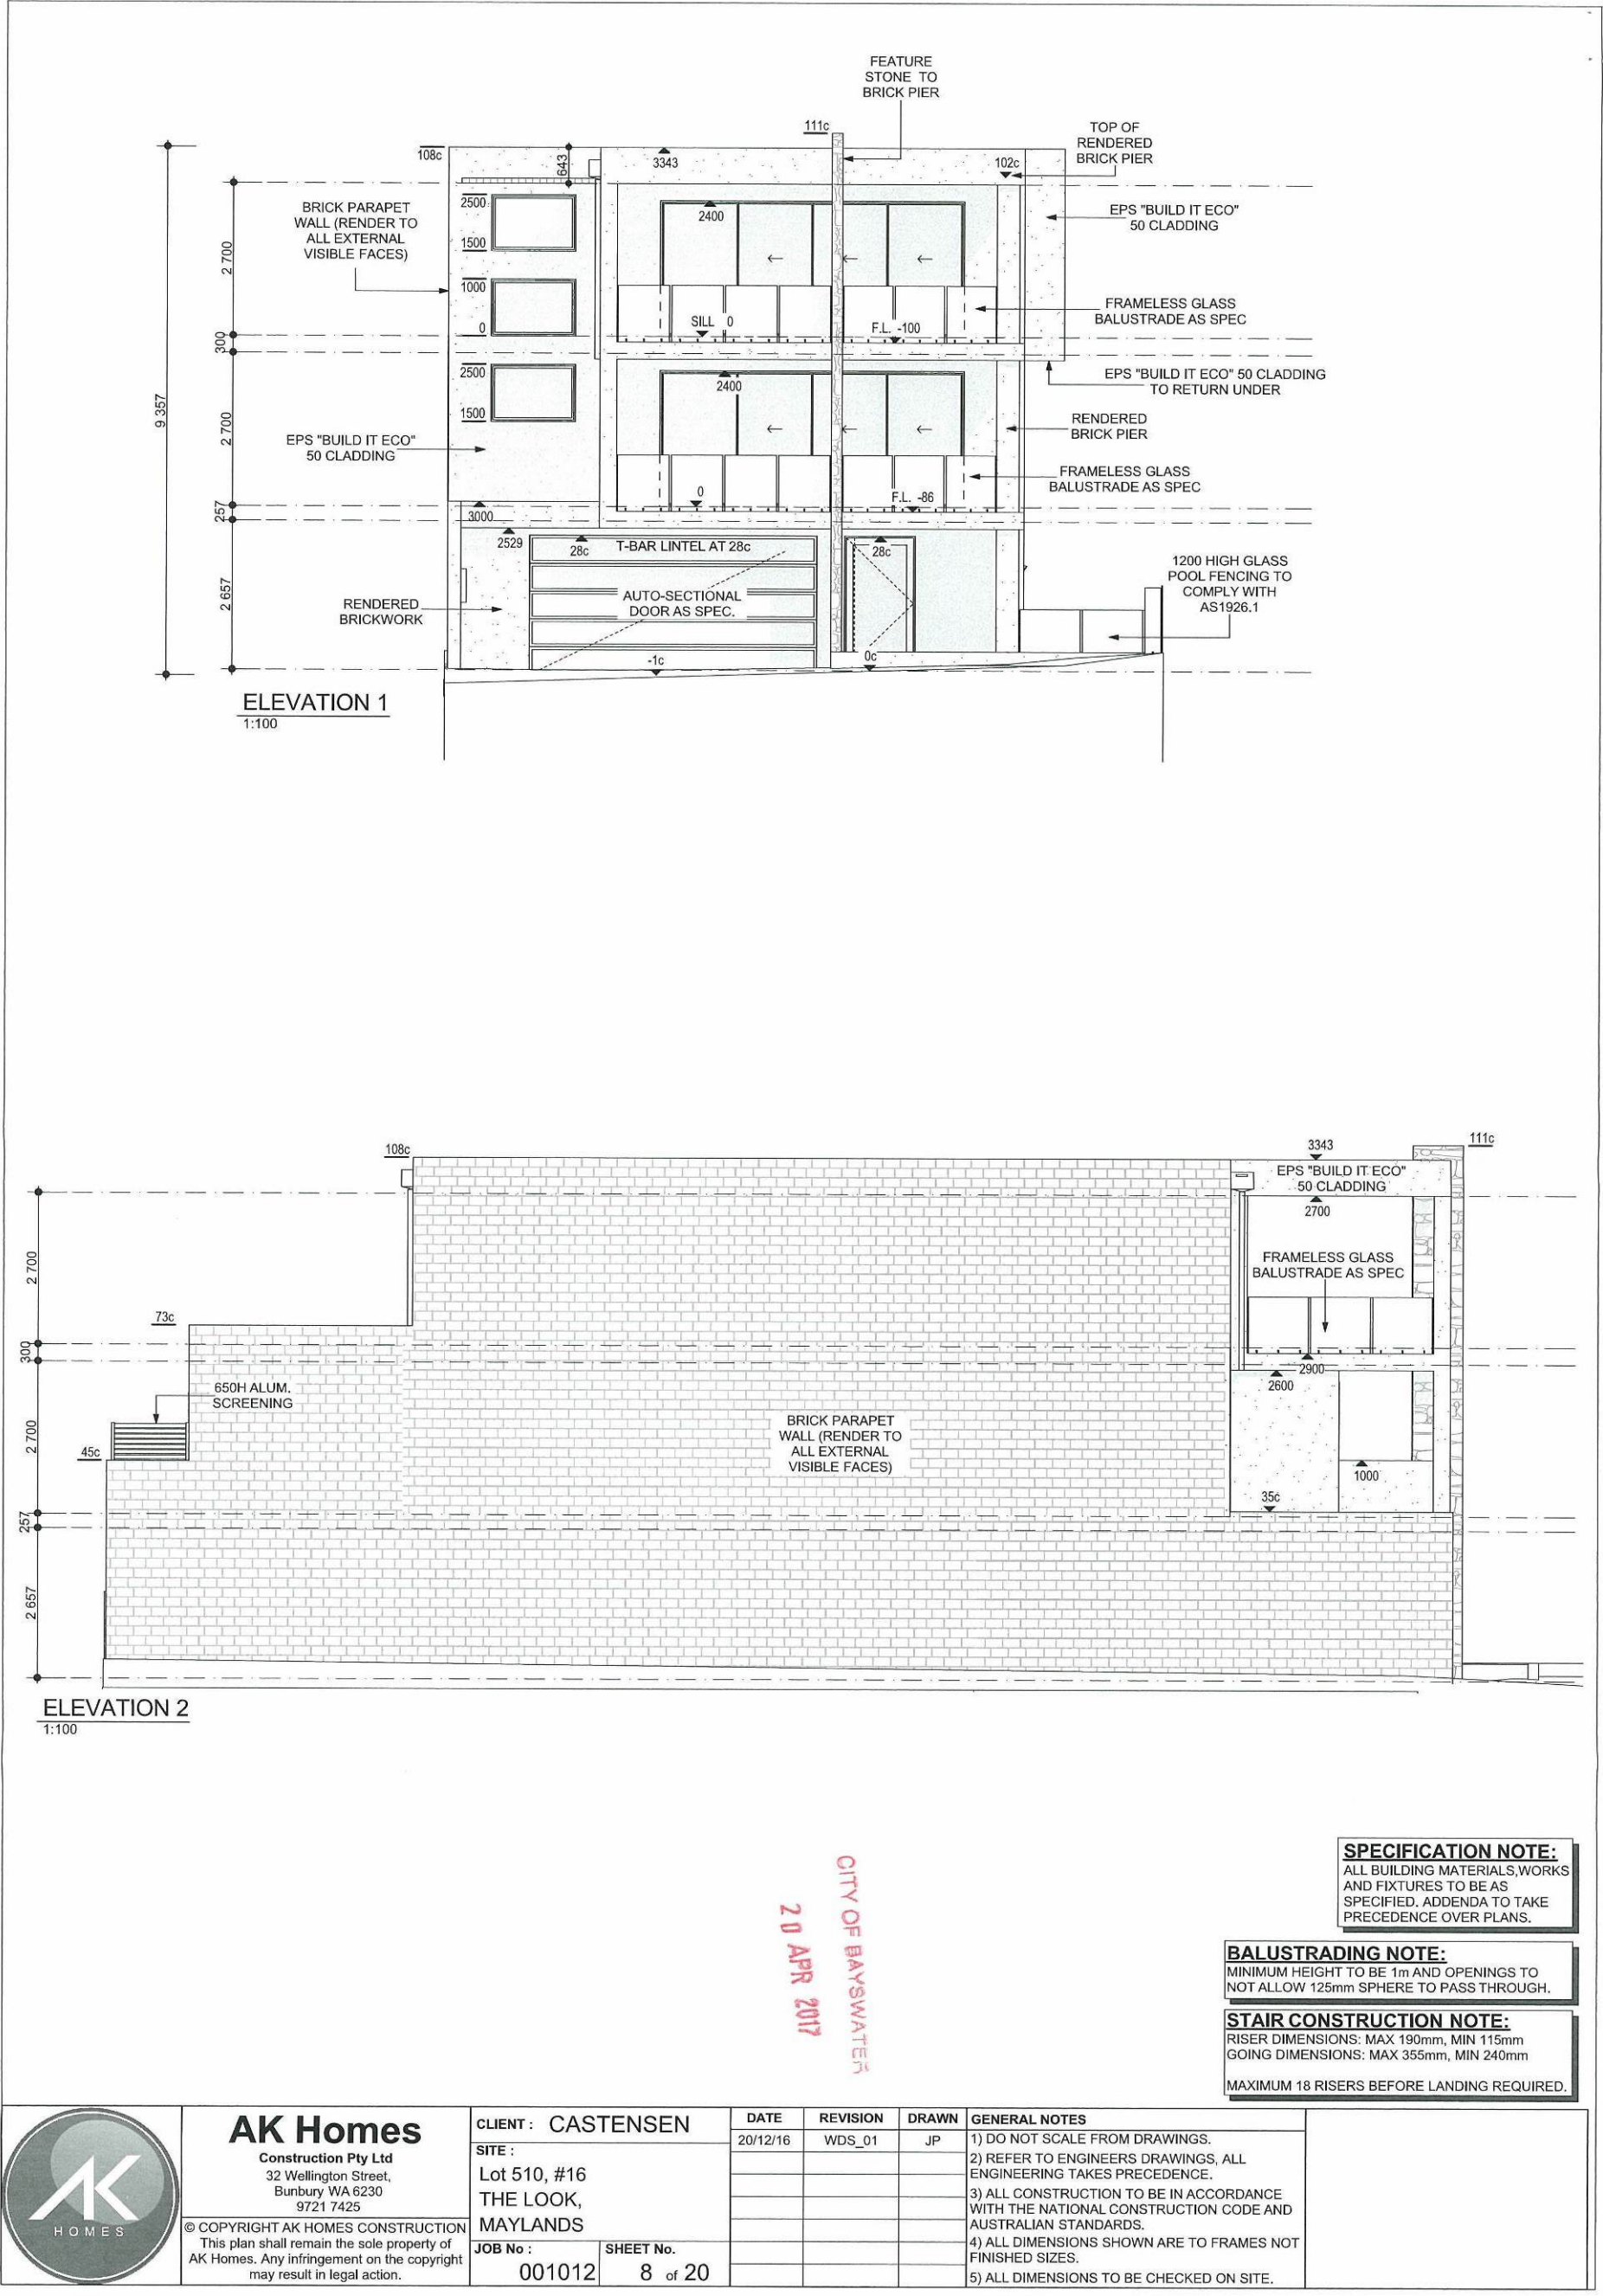 FEATURE
STONE TO
BRICK PIER
111c
TOP OF
RENDERED
BRICK PIER
108c
643
3343
102c
BRICK PARAPET
WALL (RENDER TO
ALL EXTERNAL
VISIBLE FACES)
2500
1500
1000
0
2400
EPS "BUILD IT ECO"
50 CLADDING
FRAMELESS GLASS
BALUSTRADE AS SPEC
SILL 0
F.L. -100
2 700
300
9 357
2500
1500
2400
EPS "BUILD IT ECO" 50 CLADDING
TO RETURN UNDER
RENDERED
BRICK PIER
2 700
EPS "BUILD IT ECO"
50 CLADDING
FRAMELESS GLASS
BALUSTRADE AS SPEC
0
F.L. -86
257
3000
2529
28c
T-BAR LINTEL AT 28c
28c
1200 HIGH GLASS
POOL FENCING TO
COMPLY WITH
AS1926.1
2 657
RENDERED
BRICKWORK
AUTO-SECTIONAL
DOOR AS SPEC.
-1c
0c
ELEVATION 1
1:100
108c
3343
111c
EPS "BUILD IT ECO"
50 CLADDING
2700
2 700
FRAMELESS GLASS
BALUSTRADE AS SPEC
73c
300
2900
2600
650H ALUM.
SCREENING
2 700
BRICK PARAPET
WALL (RENDER TO
ALL EXTERNAL
VISIBLE FACES)
45c
1000
35c
257
2 657
ELEVATION 2
1:100
CITY OF BAYSWATER
20 APR 2017
SPECIFICATION NOTE:
ALL BUILDING MATERIALS,WORKS
AND FIXTURES TO BE AS
SPECIFIED. ADDENDA TO TAKE
PRECEDENCE OVER PLANS.
BALUSTRADING NOTE:
MINIMUM HEIGHT TO BE 1m AND OPENINGS TO
NOT ALLOW 125mm SPHERE TO PASS THROUGH.
STAIR CONSTRUCTION NOTE:
RISER DIMENSIONS: MAX 190mm, MIN 115mm
GOING DIMENSIONS: MAX 355mm, MIN 240mm
MAXIMUM 18 RISERS BEFORE LANDING REQUIRED.
AK
HOMES
AK Homes
Construction Pty Ltd
32 Wellington Street,
Bunbury WA 6230
9721 7425
© COPYRIGHT AK HOMES CONSTRUCTION
This plan shall remain the sole property of
AK Homes. Any infringement on the copyright
may result in legal action.
CLIENT : CASTENSEN
SITE :
Lot 510, #16
THE LOOK,
MAYLANDS
JOB No :
001012
SHEET No.
8 of 20
DATE REVISION DRAWN
20/12/16 WDS_01 JP
GENERAL NOTES
1) DO NOT SCALE FROM DRAWINGS.
2) REFER TO ENGINEERS DRAWINGS, ALL
ENGINEERING TAKES PRECEDENCE.
3) ALL CONSTRUCTION TO BE IN ACCORDANCE
WITH THE NATIONAL CONSTRUCTION CODE AND
AUSTRALIAN STANDARDS.
4) ALL DIMENSIONS SHOWN ARE TO FRAMES NOT
FINISHED SIZES.
5) ALL DIMENSIONS TO BE CHECKED ON SITE.